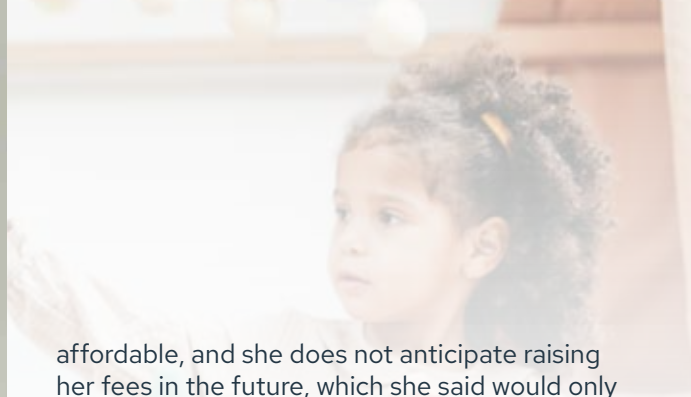 affordable, and she does not anticipate raising
her fees in the future, which she said would only